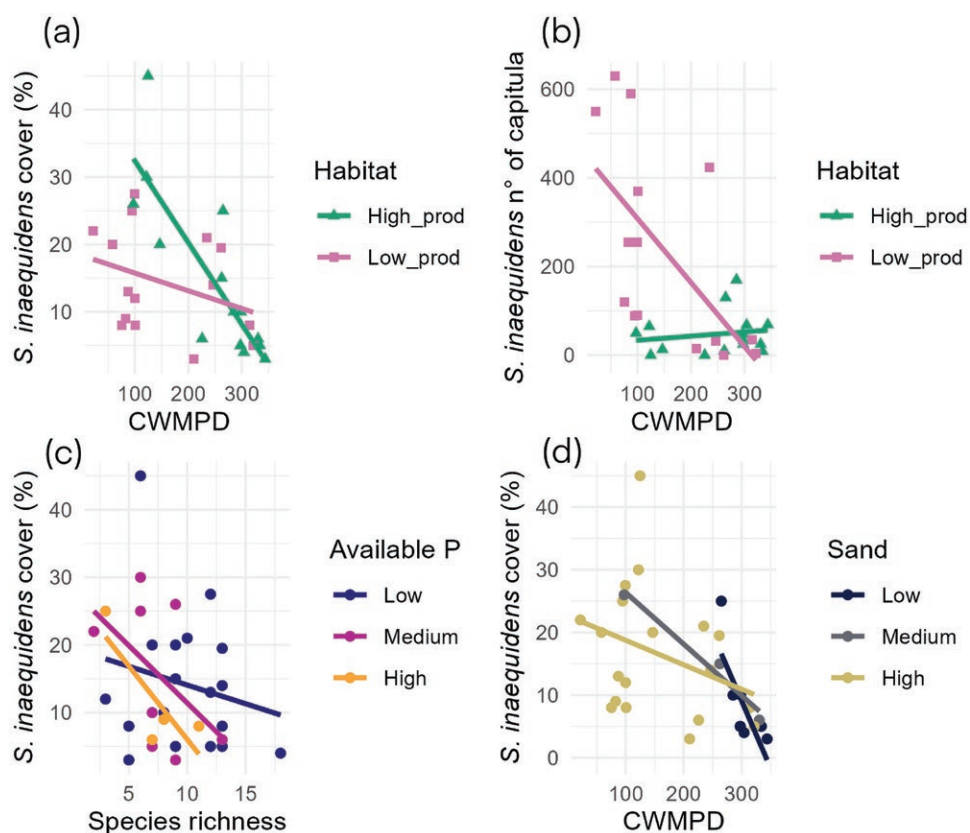 (a)
S. inaequidens cover (%)
40
30
20
10
100 200 300
CWMPD
Habitat
High_prod
Low_prod
(b)
S. inaequidens n° of capitula
600
400
200
0
100 200 300
CWMPD
Habitat
High_prod
Low_prod
(c)
S. inaequidens cover (%)
40
30
20
10
5 10 15
Species richness
Available P
Low
Medium
High
(d)
S. inaequidens cover (%)
40
30
20
10
0
100 200 300
CWMPD
Sand
Low
Medium
High